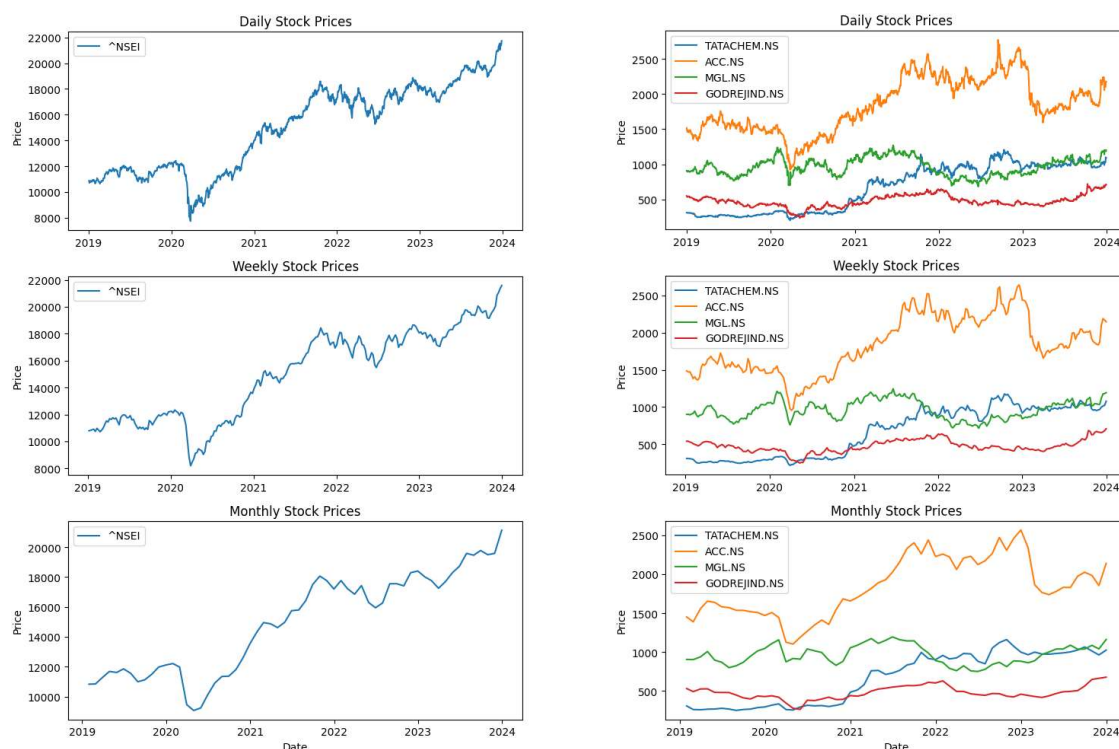 Daily Stock Prices
^NSEI
22000
20000
18000
16000
14000
12000
10000
8000
Price
2019 2020 2021 2022 2023 2024
Weekly Stock Prices
^NSEI
22000
20000
18000
16000
14000
12000
10000
8000
Price
2019 2020 2021 2022 2023 2024
Monthly Stock Prices
^NSEI
20000
18000
16000
14000
12000
10000
Price
2019 2020 2021 2022 2023 2024
Date
Daily Stock Prices
TATACHEM.NS
ACC.NS
MGL.NS
GODREJIND.NS
2500
2000
1500
1000
500
Price
2019 2020 2021 2022 2023 2024
Weekly Stock Prices
TATACHEM.NS
ACC.NS
MGL.NS
GODREJIND.NS
2500
2000
1500
1000
500
Price
2019 2020 2021 2022 2023 2024
Monthly Stock Prices
TATACHEM.NS
ACC.NS
MGL.NS
GODREJIND.NS
2500
2000
1500
1000
500
Price
2019 2020 2021 2022 2023 2024
Date